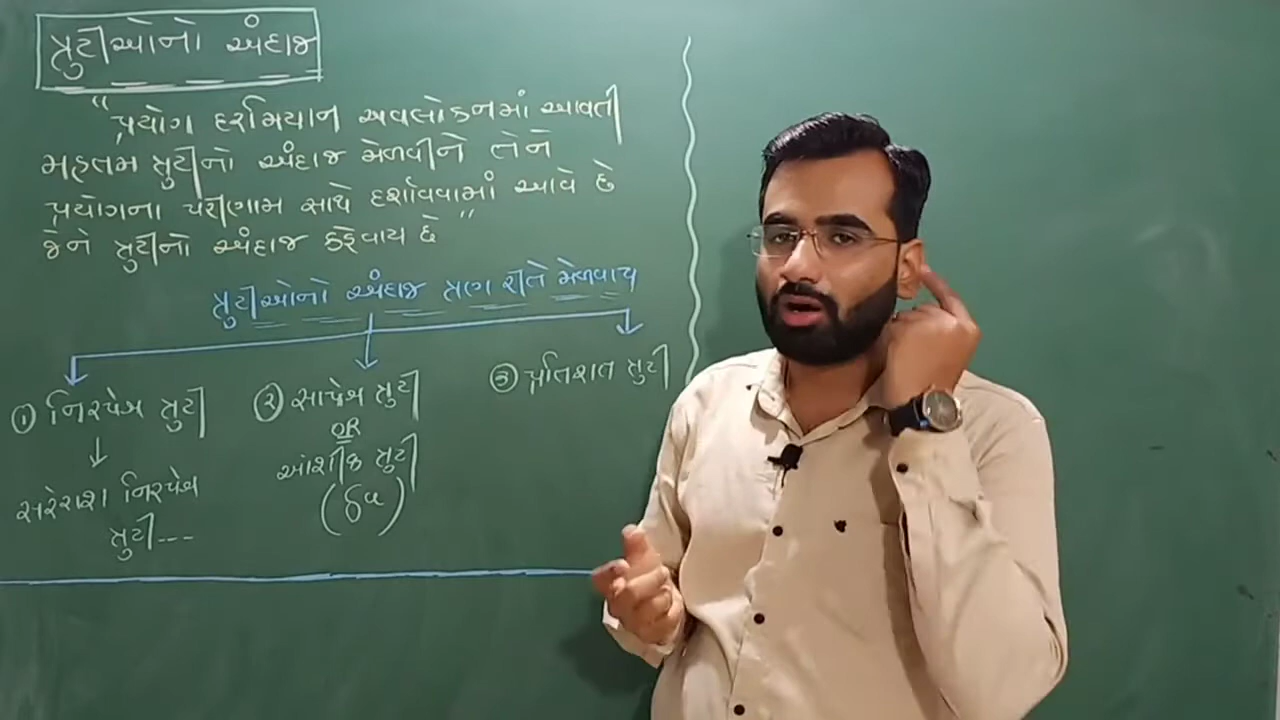 ત્રુટીઓનો અંદાજ
"પ્રયોગ દરમિયાન અવલોકનમાં આવતી
મહત્તમ ત્રુટીનો અંદાજ મેળવીને તેને
પ્રયોગના પરીણામ સાથે દર્શાવવામાં આવે છે
જેને ત્રુટીનો અંદાજ કહેવાય છે"
ત્રુટીઓનો અંદાજ ત્રણ રીતે મેળવાય
① નિરપેક્ષ ત્રુટી
સરેરાશ નિરપેક્ષ
ત્રુટી---
② સાપેક્ષ ત્રુટી
OR
આંશીક ત્રુટી
(δa)
③ પ્રતિશત ત્રુટી